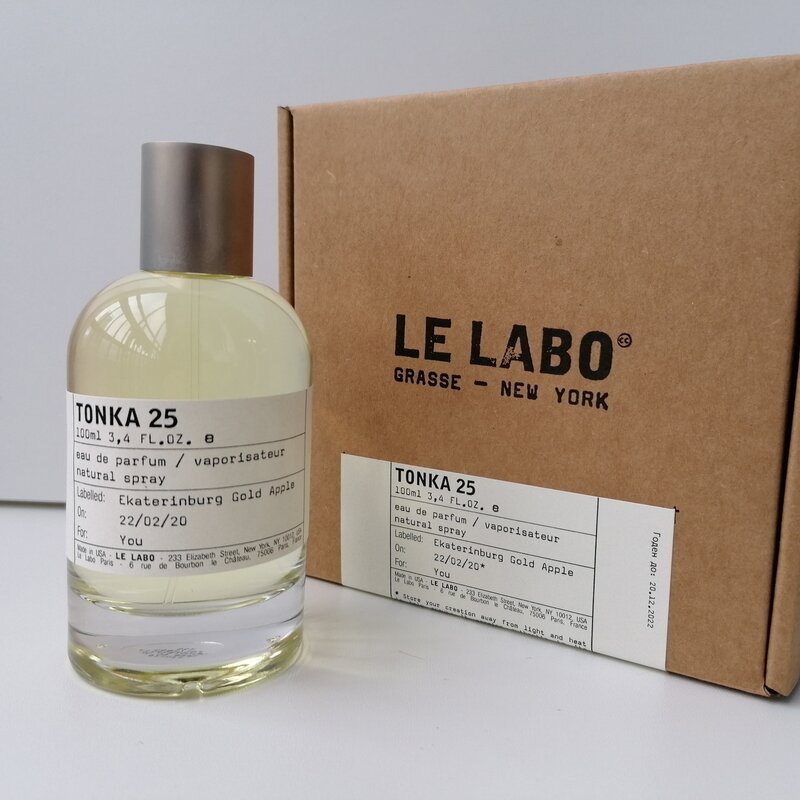 TONKA 25
100ml 3,4 FL.OZ. e
eau de parfum / vaporisateur
natural spray
Labelled: Ekaterinburg Gold Apple
On: 22/02/20
For: You
Made in USA - LE LABO - 233 Elizabeth Street, New York, NY 10012, USA
Le Labo Paris - 6 rue de Bourbon le Château, 75006 Paris, France
LE LABO
GRASSE — NEW YORK
TONKA 25
100ml 3,4 FL.OZ. e
eau de parfum / vaporisateur
natural spray
Labelled: Ekaterinburg Gold Apple
On: 22/02/20*
For: You
Made in USA - LE LABO - 233 Elizabeth Street, New York, NY 10012, USA
Le Labo Paris - 6 rue de Bourbon le Château, 75006 Paris, France
* store your creation away from light and heat
Годен до: 20.12.2022